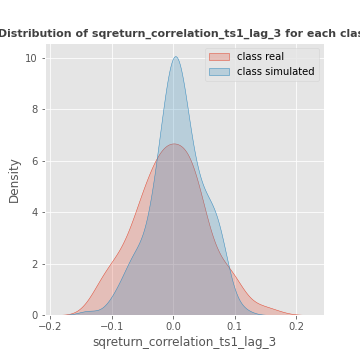 Distribution of sqreturn_correlation_ts1_lag_3 for each clas
class real
class simulated
10
8
6
4
2
0
Density
−0.2 −0.1 0.0 0.1 0.2
sqreturn_correlation_ts1_lag_3